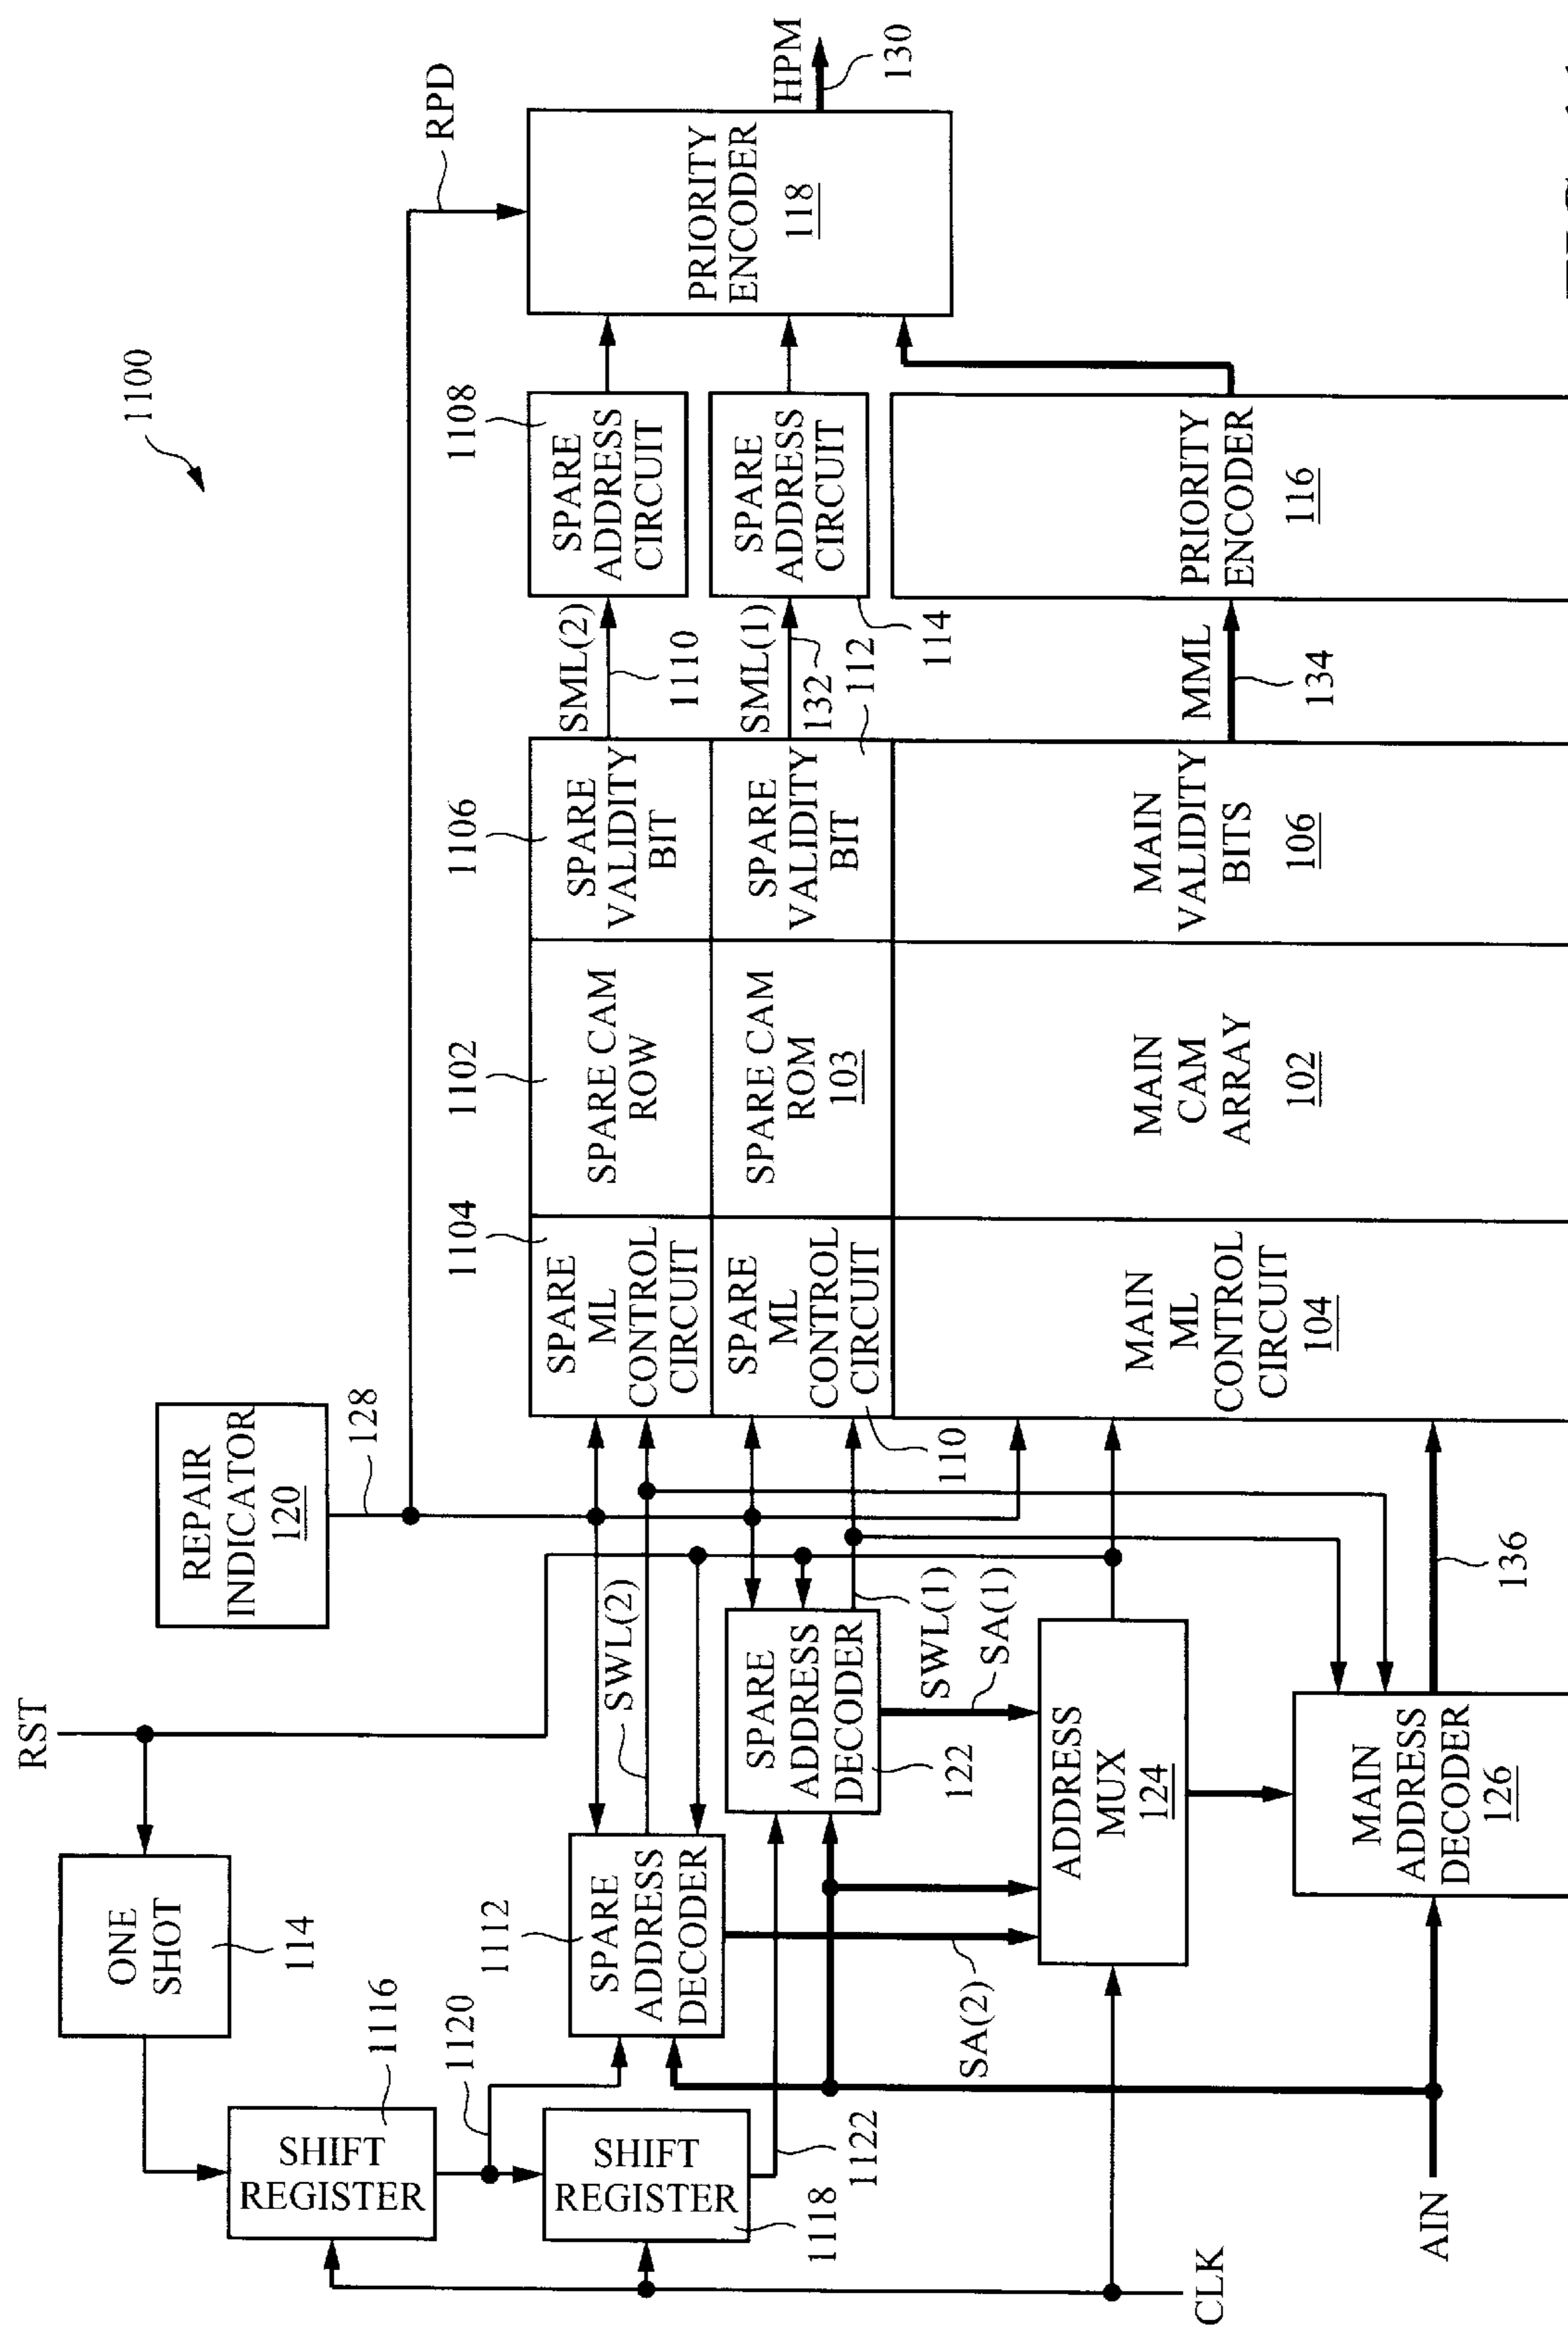 1100
RST
ONE
SHOT
114
SHIFT
REGISTER
1116
1120
SHIFT
REGISTER
1118
1122
CLK
AIN
REPAIR
INDICATOR
120
128
RPD
SPARE
ADDRESS
DECODER
1112
SWL(2)
SA(2)
SPARE
ADDRESS
DECODER
122
SWL(1)
SA(1)
ADDRESS
MUX
124
MAIN
ADDRESS
DECODER
126
136
1104
SPARE
ML
CONTROL
CIRCUIT
1102
SPARE CAM
ROW
1106
SPARE
VALIDITY
BIT
SML(2)
1110
1108
SPARE
ADDRESS
CIRCUIT
SPARE
ML
CONTROL
CIRCUIT
110
SPARE CAM
ROM
103
SPARE
VALIDITY
BIT
112
SML(1)
132
SPARE
ADDRESS
CIRCUIT
114
MAIN
ML
CONTROL
CIRCUIT
104
MAIN
CAM
ARRAY
102
MAIN
VALIDITY
BITS
106
MML
134
PRIORITY
ENCODER
116
PRIORITY
ENCODER
118
HPM
130